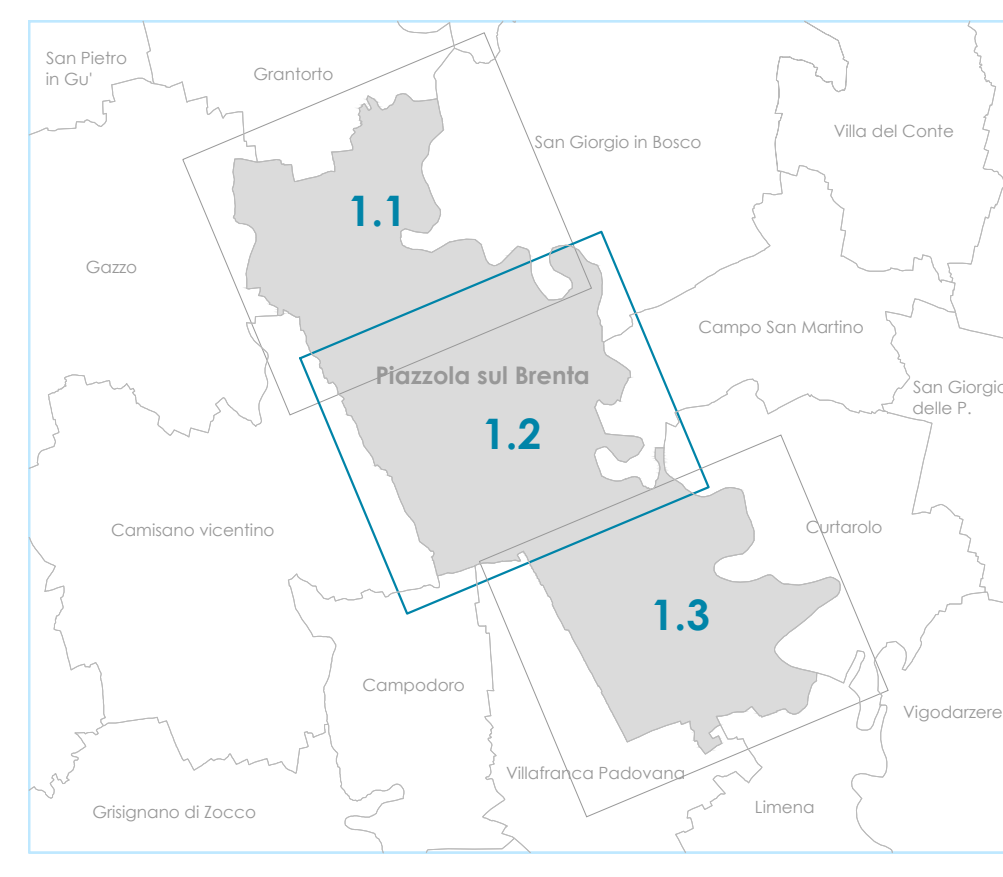 San Pietro
in Gu'
Grantorto
San Giorgio in Bosco
Villa del Conte
1.1
Gazzo
Campo San Martino
Piazzola sul Brenta
San Giorgio
delle P.
1.2
Camisano vicentino
Curtarolo
1.3
Campodoro
Vigodarzere
Villafranca Padovana
Grisignano di Zocco
Limena